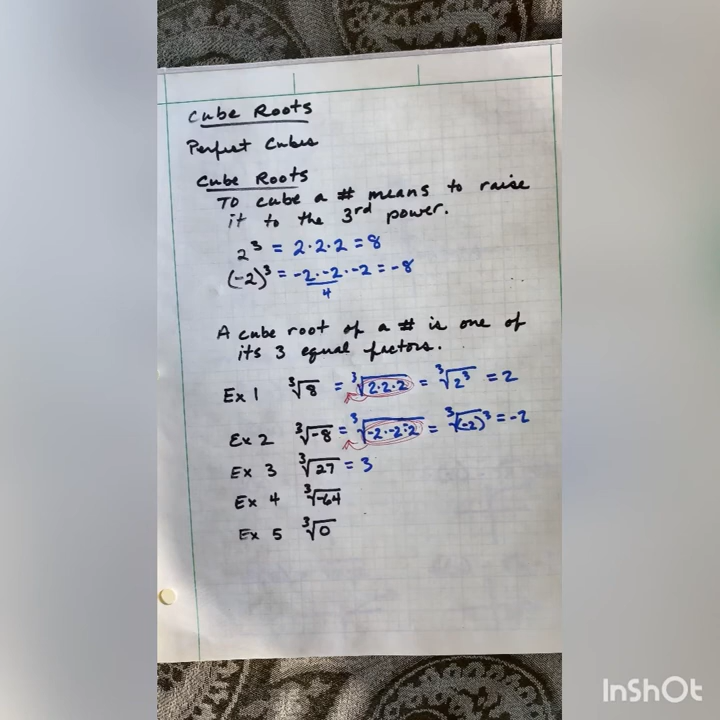 Cube Roots
Perfect Cubes
Cube Roots
To cube a # means to raise
it to the 3rd power.
2³ = 2·2·2 = 8
(-2)³ = -2·-2·-2 = -8
4
A cube root of a # is one of
its 3 equal factors.
Ex 1 ∛8 = ∛2·2·2 = ∛2³ = 2
Ex 2 ∛-8 = ∛-2·-2·-2 = ∛(-2)³ = -2
Ex 3 ∛27 = 3
Ex 4 ∛-64
Ex 5 ∛0
InShOt